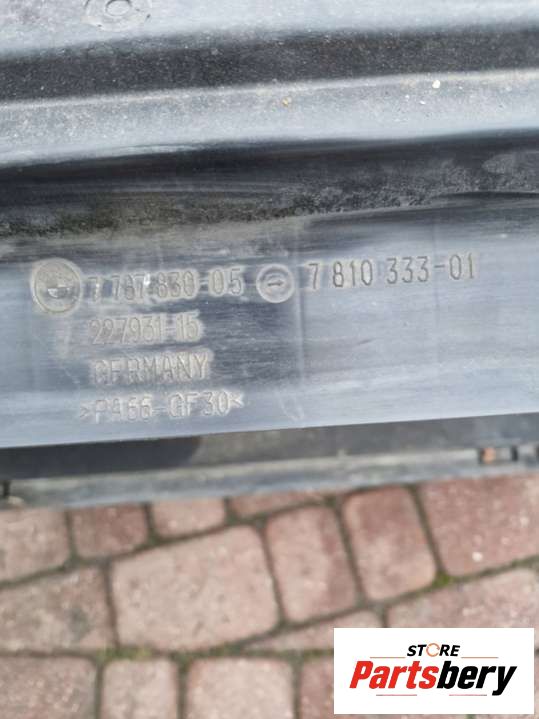 7 787 830-05 7 810 333-01
227931-15
GERMANY
>PA66-GF30<
STORE
Partsbery